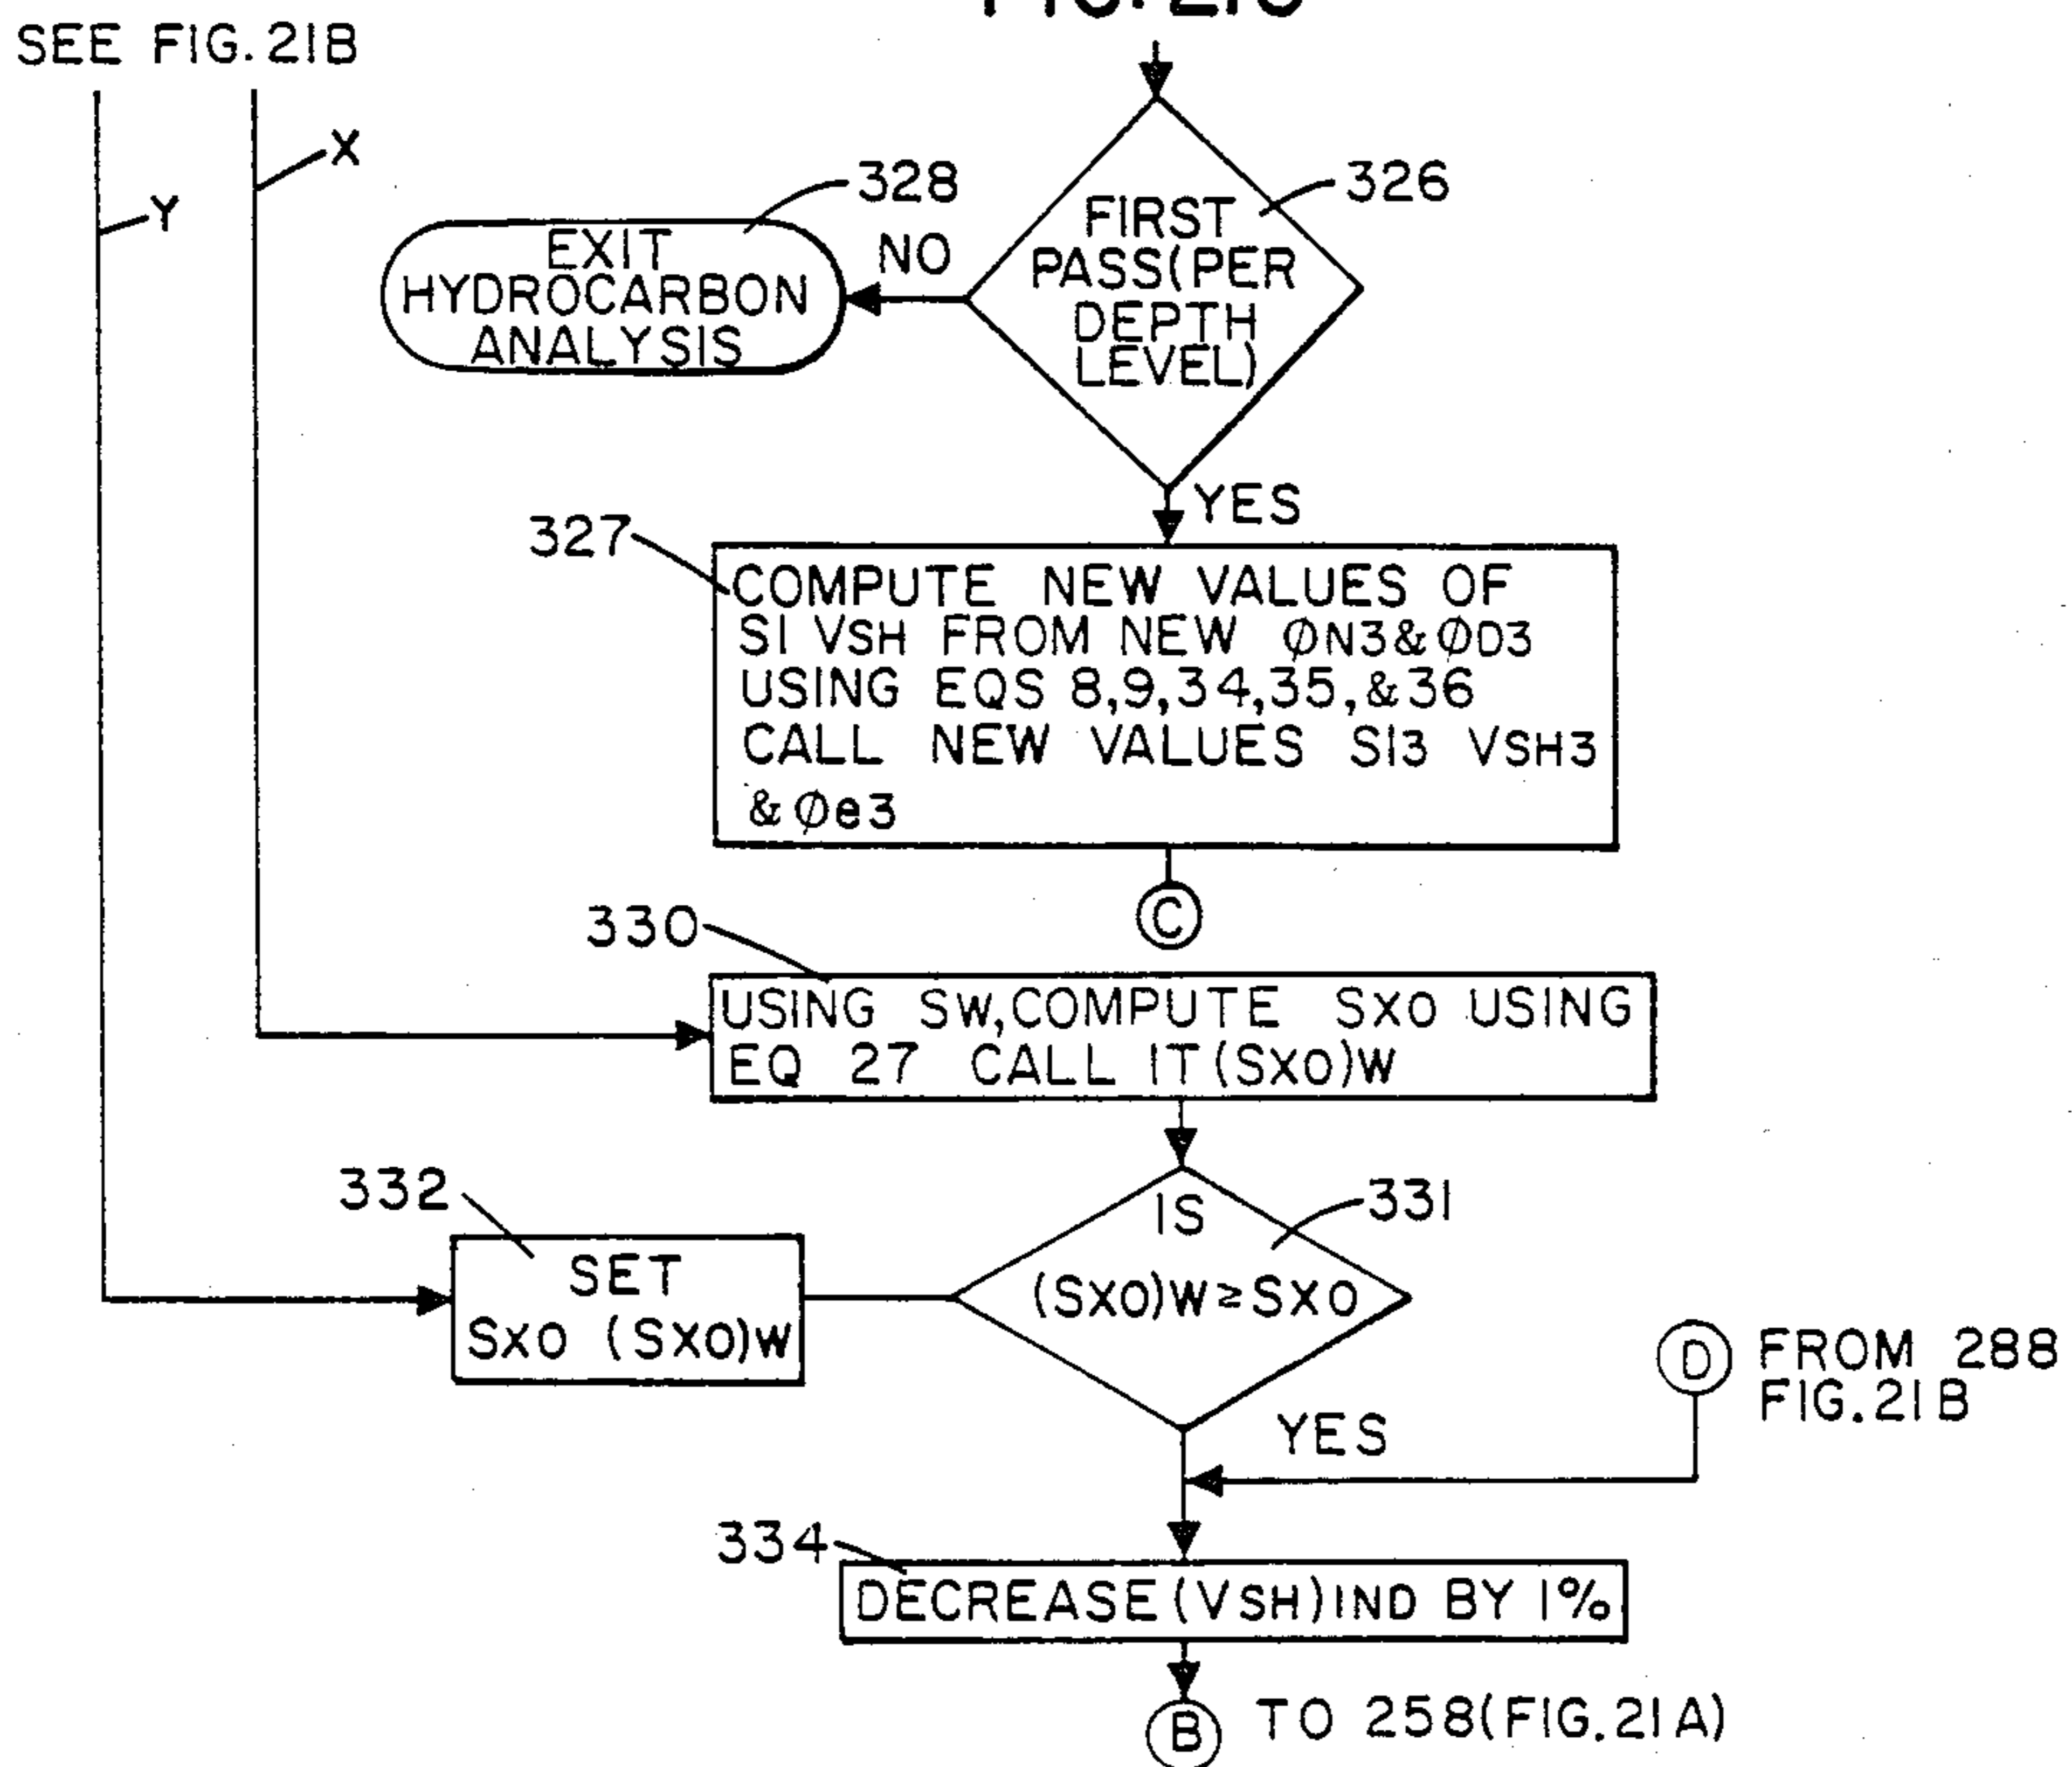 SEE FIG. 21B
X
Y
328
326
FIRST
PASS(PER
DEPTH
LEVEL)
NO
EXIT
HYDROCARBON
ANALYSIS
YES
327
COMPUTE NEW VALUES OF
SI VSH FROM NEW ØN3&ØD3
USING EQS 8,9,34,35,&36
CALL NEW VALUES SI3 VSH3
&Øe3
C
330
USING SW,COMPUTE SXO USING
EQ 27 CALL IT(SXO)W
332
331
IS
(SXO)W≥SXO
SET
SXO (SXO)W
D FROM 288
FIG.21B
YES
334
DECREASE(VSH)IND BY 1%
B TO 258(FIG.21A)